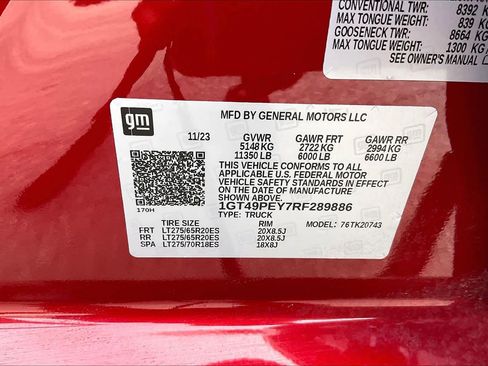 CONVENTIONAL TWR: 8392 KG
MAX TONGUE WEIGHT: 839 KG
GOOSENECK TWR: 8664 KG
MAX TONGUE WEIGHT: 1300 KG
SEE OWNER'S MANUAL
gm
MFD BY GENERAL MOTORS LLC
11/23 GVWR GAWR FRT GAWR RR
5148 KG 2722 KG 2994 KG
11350 LB 6000 LB 6600 LB
THIS VEHICLE CONFORMS TO ALL
APPLICABLE U.S. FEDERAL MOTOR
VEHICLE SAFETY STANDARDS IN
EFFECT ON THE DATE OF
MANUFACTURE SHOWN ABOVE.
1GT49PEY7RF289886
TYPE: TRUCK
170H
TIRE SIZE RIM MODEL: 76TK20743
FRT LT275/65R20ES 20X8.5J
RR LT275/65R20ES 20X8.5J
SPA LT275/70R18ES 18X8J